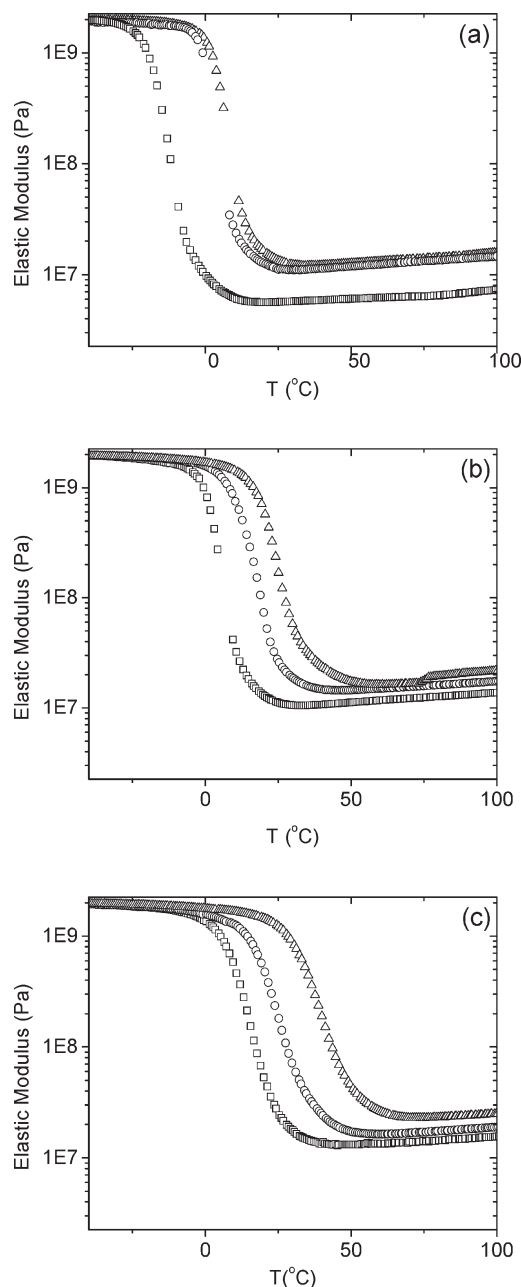 (a)
1E9
1E8
1E7
Elastic Modulus (Pa)
0 50 100
T (°C)
(b)
1E9
1E8
1E7
Elastic Modulus (Pa)
0 50 100
T (°C)
(c)
1E9
1E8
1E7
Elastic Modulus (Pa)
0 50 100
T(°C)